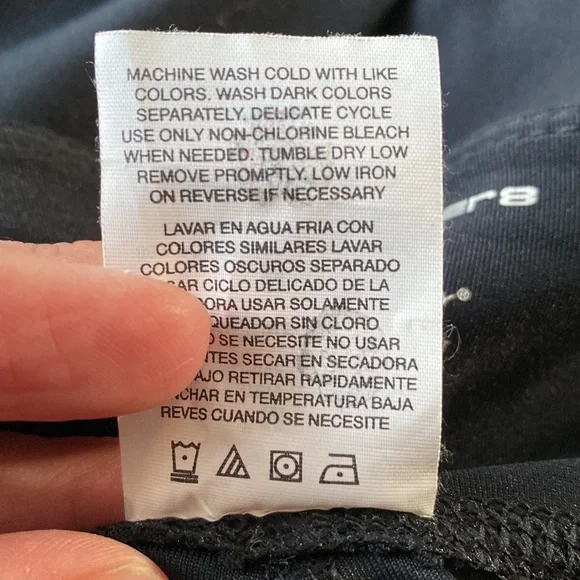 MACHINE WASH COLD WITH LIKE
COLORS. WASH DARK COLORS
SEPARATELY. DELICATE CYCLE
USE ONLY NON-CHLORINE BLEACH
WHEN NEEDED. TUMBLE DRY LOW
REMOVE PROMPTLY. LOW IRON
ON REVERSE IF NECESSARY
LAVAR EN AGUA FRIA CON
COLORES SIMILARES LAVAR
COLORES OSCUROS SEPARADO
CICLO DELICADO DE LA
USAR SOLAMENTE
SIN CLORO
SE NECESITE NO USAR
SECAR EN SECADORA
RETIRAR RAPIDAMENTE
EN TEMPERATURA BAJA
REVES CUANDO SE NECESITE